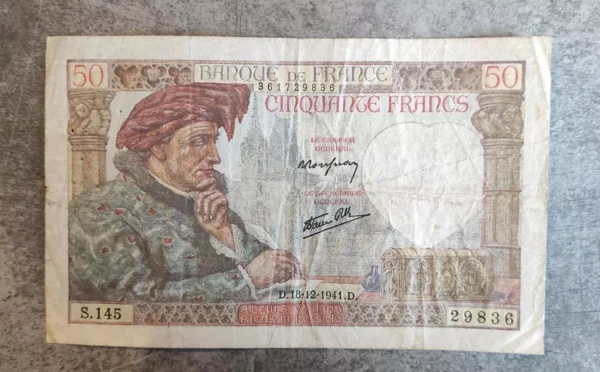 50 BANQUE DE FRANCE 50
361729836
CINQUANTE FRANCS
LE CAISSIER
GÉNÉRAL
LE SECRÉTAIRE
GÉNÉRAL
D.18-12-1941.D.
S.145
29836